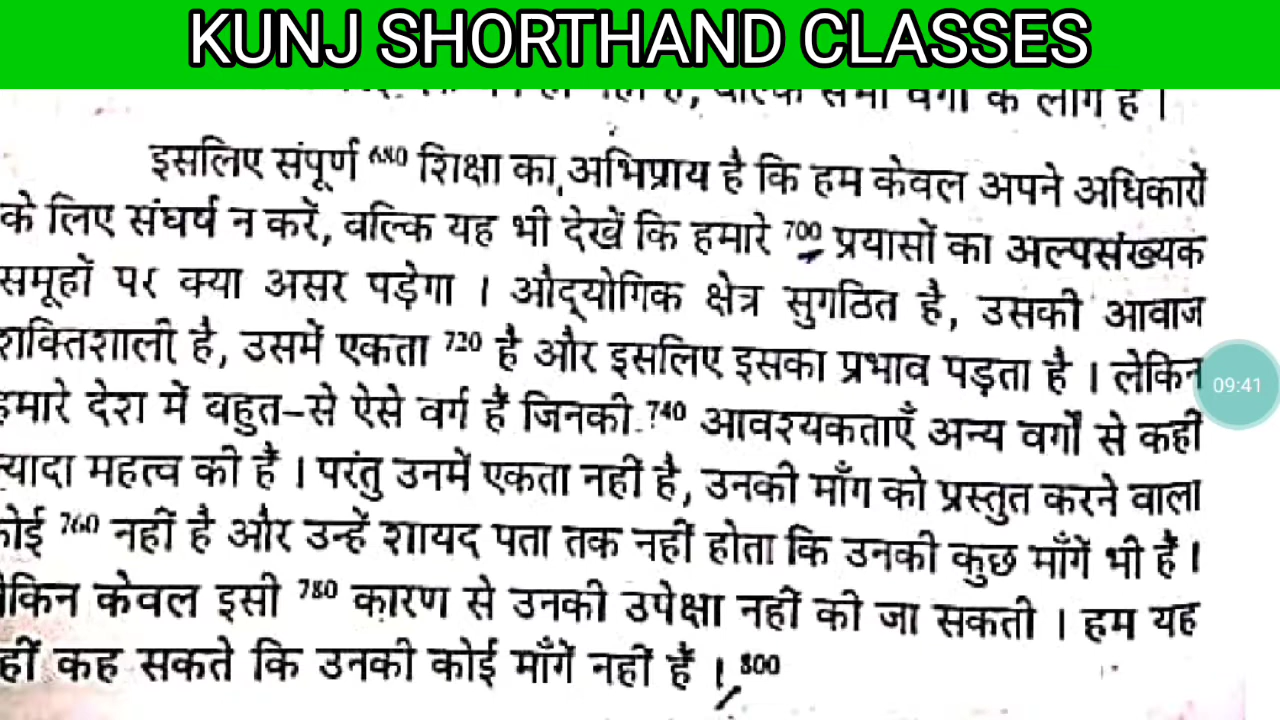 KUNJ SHORTHAND CLASSES
ही नहीं है, बल्कि सभी वर्गों के लोग हैं ।
इसलिए संपूर्ण 680 शिक्षा का अभिप्राय है कि हम केवल अपने अधिकारों
के लिए संघर्ष न करें, वल्कि यह भी देखें कि हमारे 700 प्रयासों का अल्पसंख्यक
समूहों पर क्या असर पड़ेगा । औद्योगिक क्षेत्र सुगठित है, उसकी आवाज
शक्तिशाली है, उसमें एकता 720 है और इसलिए इसका प्रभाव पड़ता है । लेकिन
हमारे देश में बहुत-से ऐसे वर्ग हैं जिनकी 740 आवश्यकताएँ अन्य वर्गों से कहीं
ज्यादा महत्व की हैं । परंतु उनमें एकता नहीं है, उनकी माँग को प्रस्तुत करने वाला
कोई 760 नहीं है और उन्हें शायद पता तक नहीं होता कि उनकी कुछ माँगें भी हैं ।
लेकिन केवल इसी 780 कारण से उनकी उपेक्षा नहीं की जा सकती । हम यह
नहीं कह सकते कि उनकी कोई माँगें नहीं हैं । 800
09:41